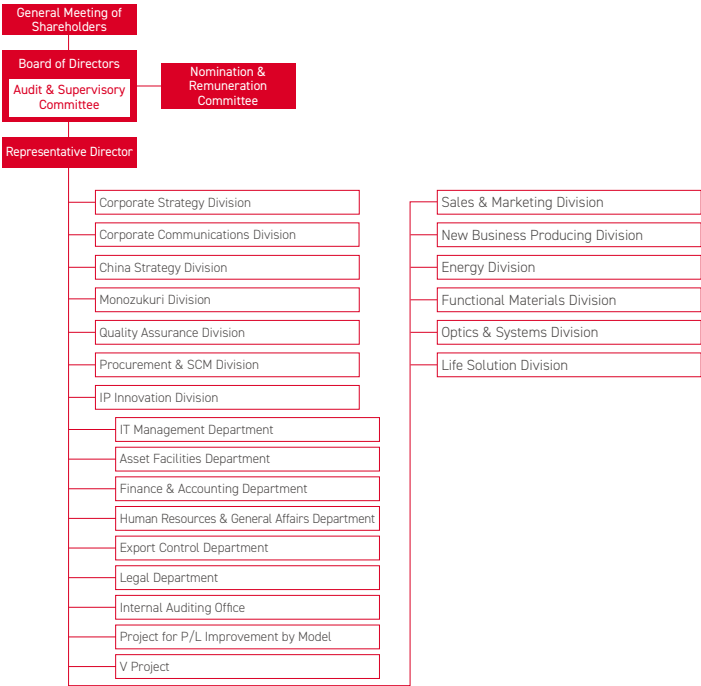 General Meeting of
Shareholders
Board of Directors
Audit & Supervisory
Committee
Nomination &
Remuneration
Committee
Representative Director
Corporate Strategy Division
Corporate Communications Division
China Strategy Division
Monozukuri Division
Quality Assurance Division
Procurement & SCM Division
IP Innovation Division
IT Management Department
Asset Facilities Department
Finance & Accounting Department
Human Resources & General Affairs Department
Export Control Department
Legal Department
Internal Auditing Office
Project for P/L Improvement by Model
V Project
Sales & Marketing Division
New Business Producing Division
Energy Division
Functional Materials Division
Optics & Systems Division
Life Solution Division